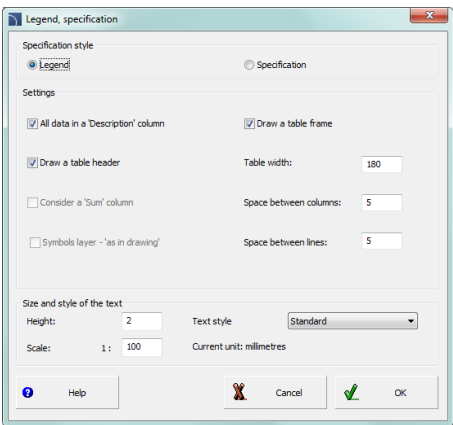 Legend, specification
Specification style
Legend Specification
Settings
All data in a 'Description' column Draw a table frame
Draw a table header Table width: 180
Consider a 'Sum' column Space between columns: 5
Symbols layer - 'as in drawing' Space between lines: 5
Size and style of the text
Height: 2 Text style Standard
Scale: 1 : 100 Current unit: millimetres
? Help Cancel OK